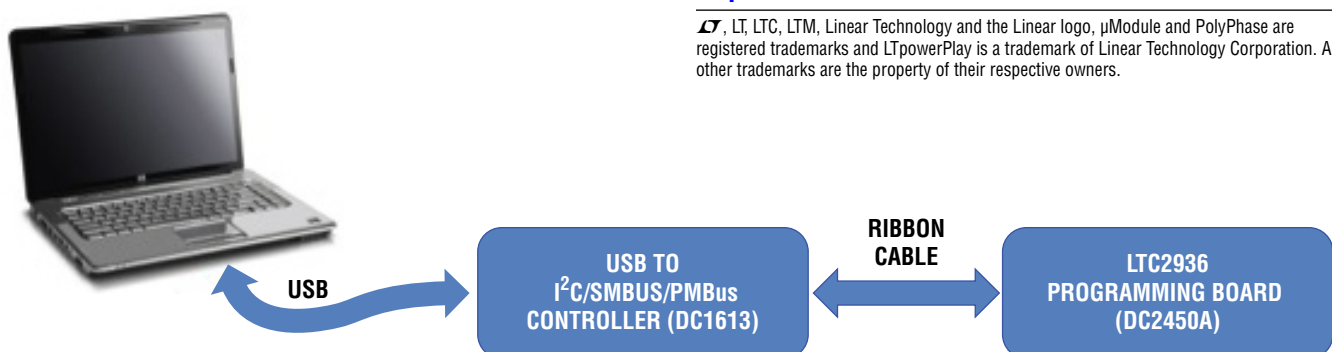 LT, LTC, LTM, Linear Technology and the Linear logo, µModule and PolyPhase are
registered trademarks and LTpowerPlay is a trademark of Linear Technology Corporation. A
other trademarks are the property of their respective owners.
RIBBON
CABLE
USB
USB TO
I²C/SMBUS/PMBus
CONTROLLER (DC1613)
LTC2936
PROGRAMMING BOARD
(DC2450A)